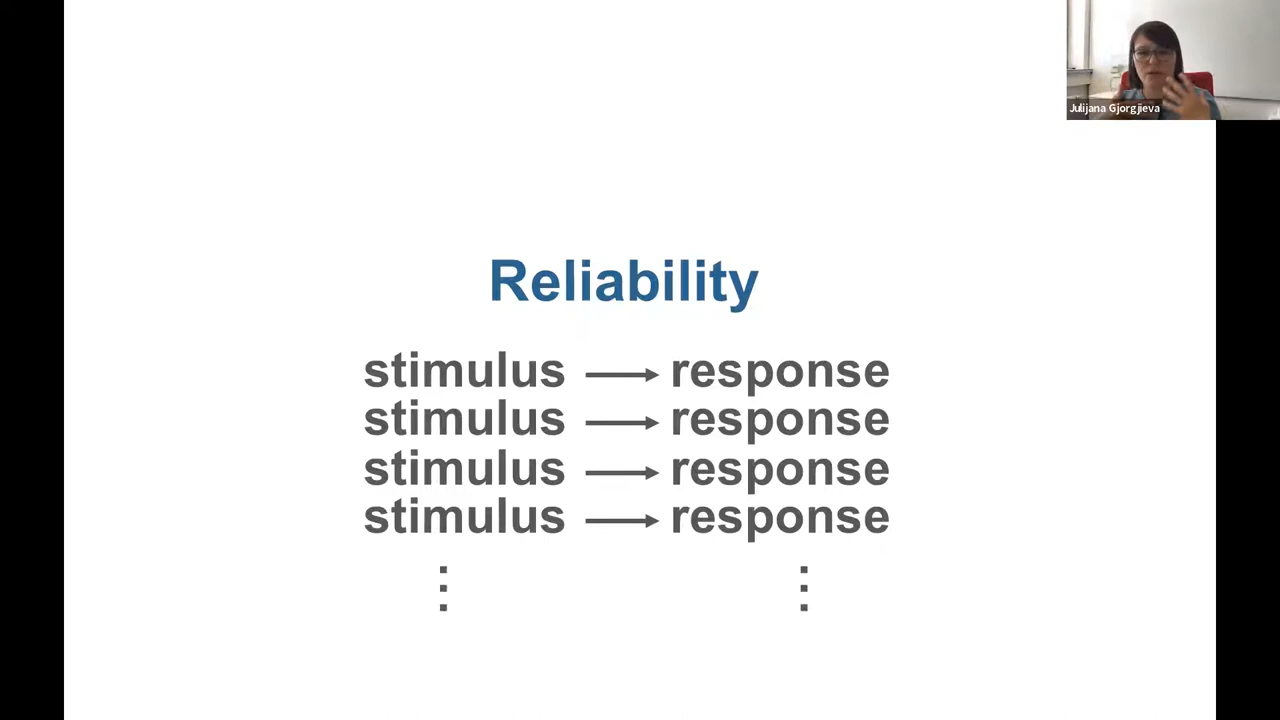 Julijana Gjorgjieva
Reliability
stimulus → response
stimulus → response
stimulus → response
stimulus → response
⋮ ⋮